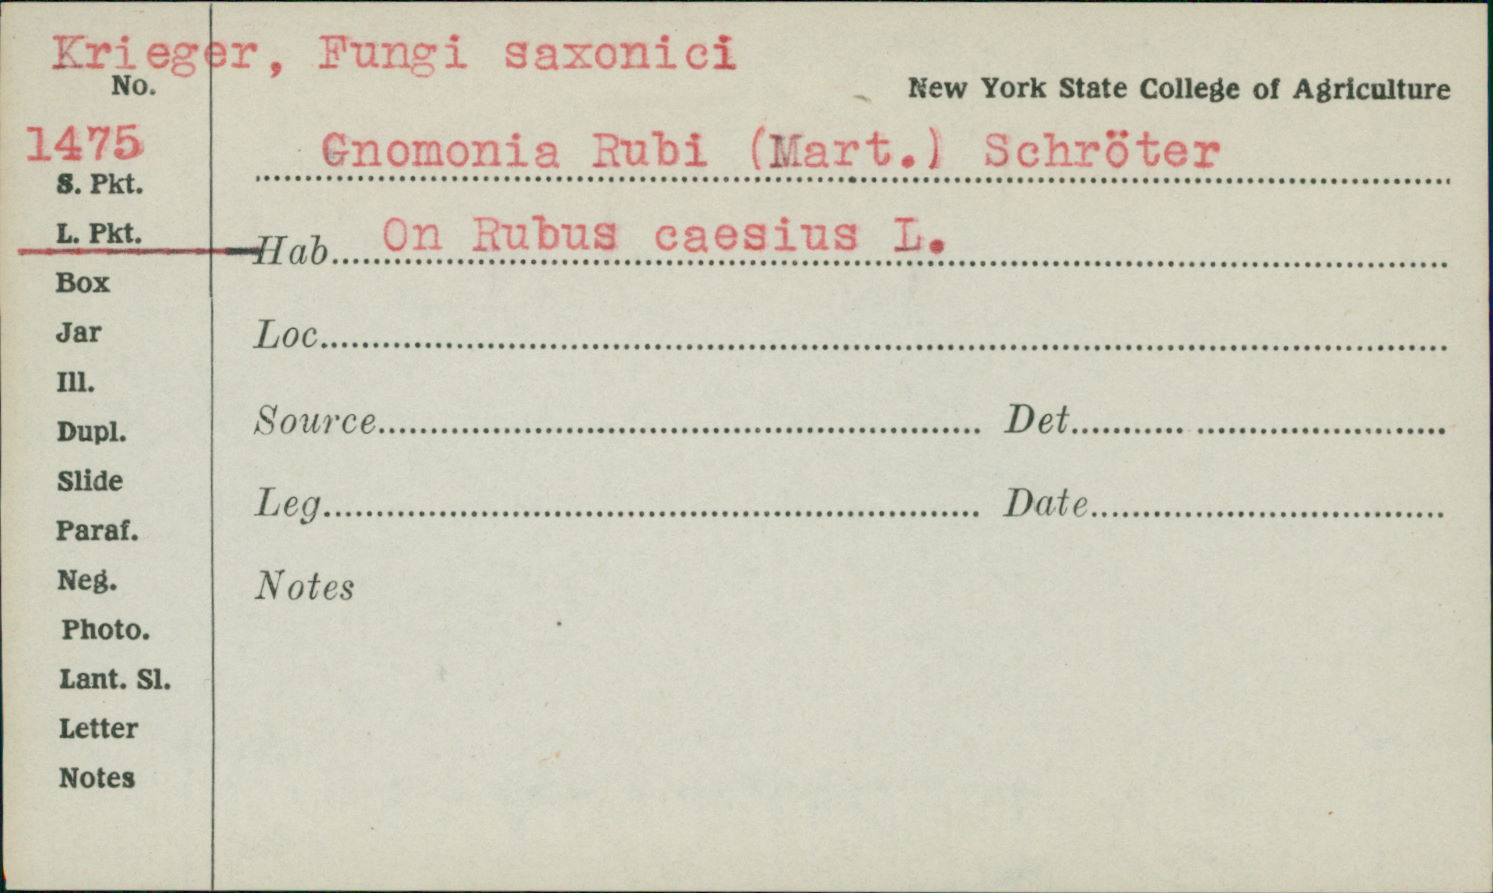 Krieger, Fungi saxonici
No.
New York State College of Agriculture
1475
Gnomonia Rubi (Mart.) Schröter
S. Pkt.
L. Pkt.
Hab. On Rubus caesius L.
Box
Jar
Loc.
Ill.
Dupl.
Source Det.
Slide
Leg. Date
Paraf.
Neg.
Notes
Photo.
Lant. Sl.
Letter
Notes